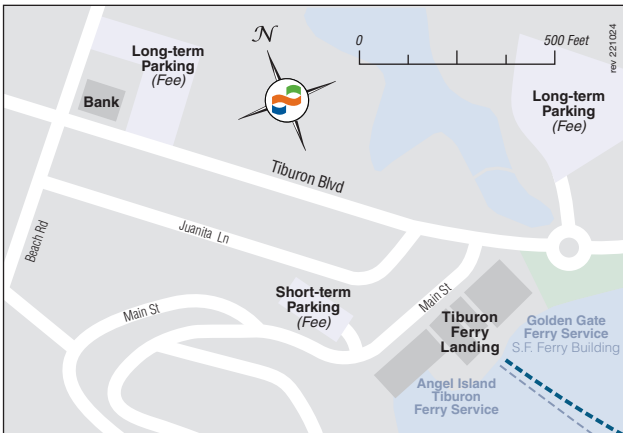 N
0
500 Feet
rev 221024
Long-term
Parking
(Fee)
Bank
Long-term
Parking
(Fee)
Tiburon Blvd
Juanita Ln
Beach Rd
Main St
Short-term
Parking
(Fee)
Main St
Tiburon
Ferry
Landing
Golden Gate
Ferry Service
S.F. Ferry Building
Angel Island
Tiburon
Ferry Service